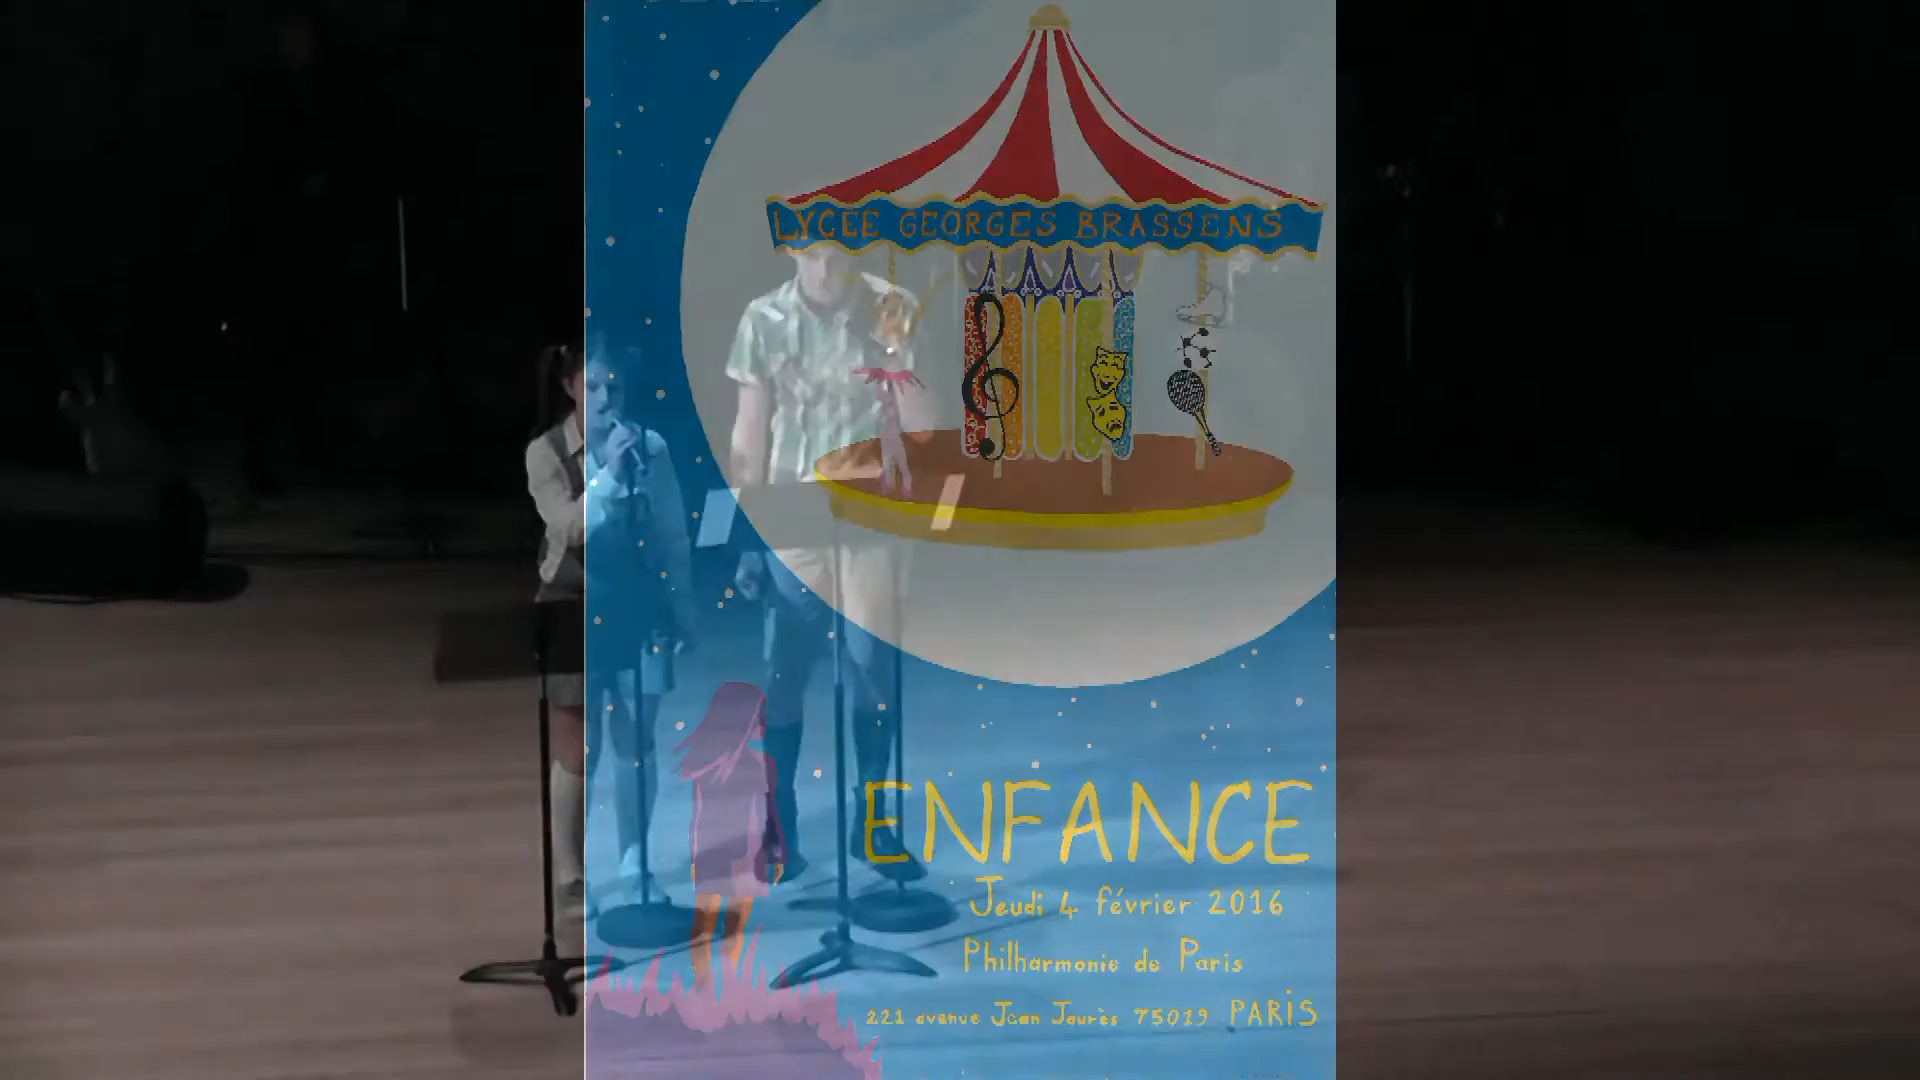 LYCEE GEORGES BRASSENS
ENFANCE
Jeudi 4 février 2016
Philharmonie de Paris
221 avenue Jean Jaurès 75019 PARIS